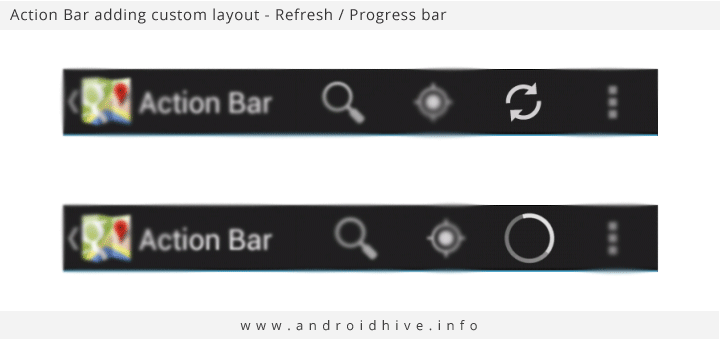 Action Bar adding custom layout - Refresh / Progress bar
Action Bar
Action Bar
www.androidhive.info